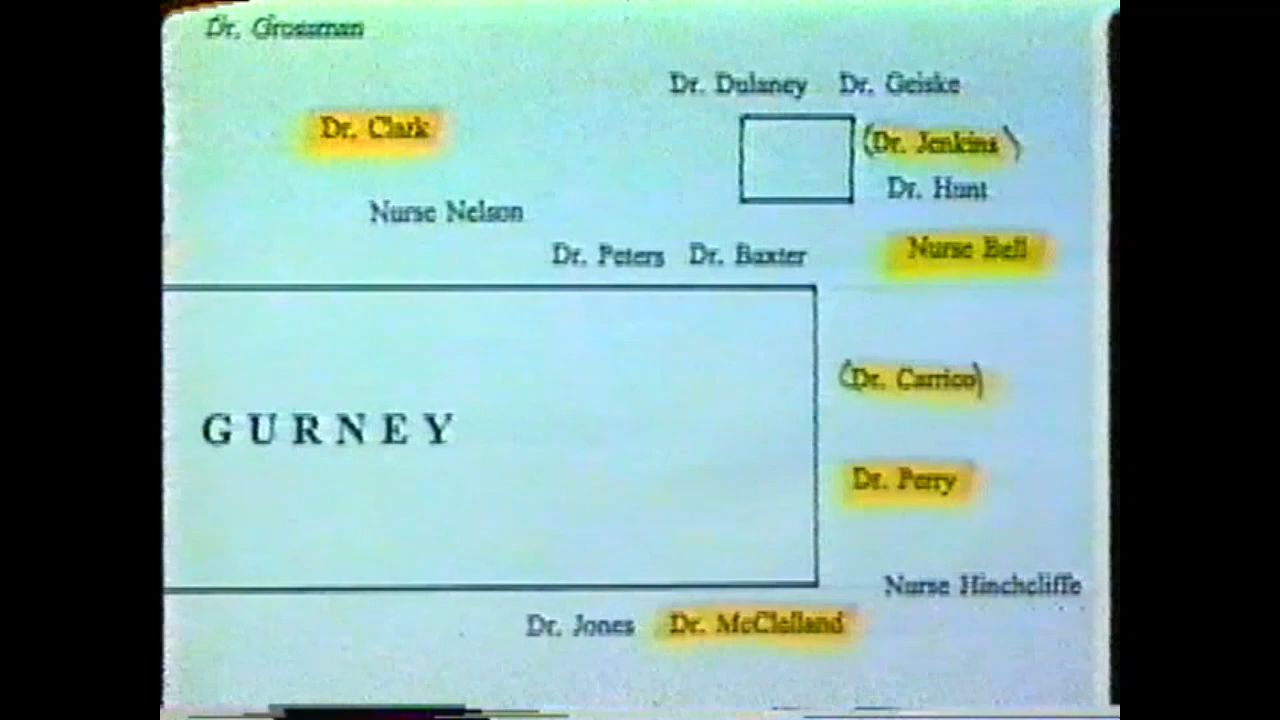 Dr. Grossman
Dr. Dulaney Dr. Geiske
Dr. Clark
(Dr. Jenkins)
Dr. Hunt
Nurse Nelson
Nurse Bell
Dr. Peters Dr. Baxter
(Dr. Carrico)
GURNEY
Dr. Perry
Nurse Hinchcliffe
Dr. Jones Dr. McClelland